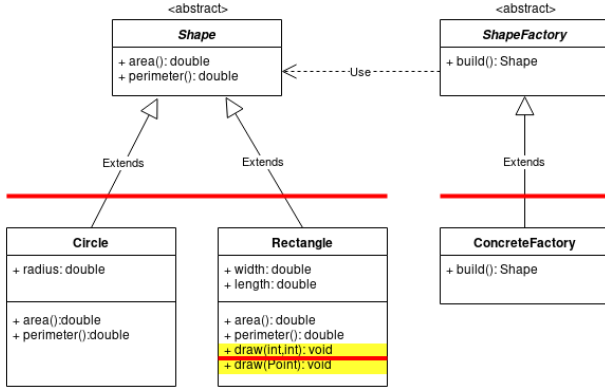 <abstract>
Shape
+ area(): double
+ perimeter(): double
<abstract>
ShapeFactory
+ build(): Shape
Use
Extends
Extends
Extends
Circle
+ radius: double
+ area():double
+ perimeter():double
Rectangle
+ width: double
+ length: double
+ area(): double
+ perimeter(): double
+ draw(int,int): void
+ draw(Point): void
ConcreteFactory
+ build(): Shape